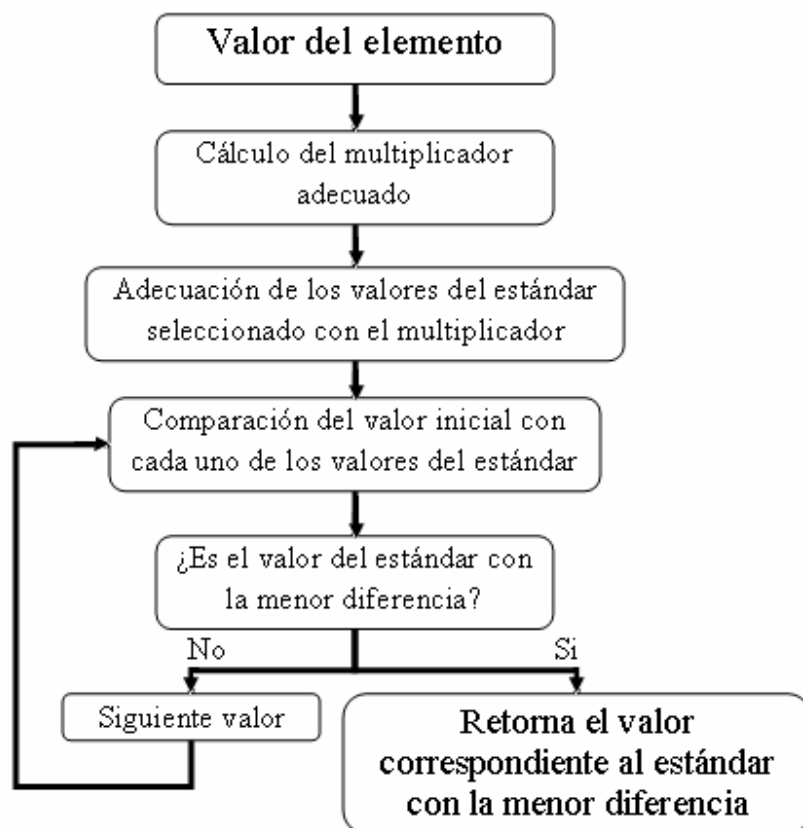 Valor del elemento
Cálculo del multiplicador
adecuado
Adecuación de los valores del estándar
seleccionado con el multiplicador
Comparación del valor inicial con
cada uno de los valores del estándar
¿Es el valor del estándar con
la menor diferencia?
No
Si
Siguiente valor
Retorna el valor
correspondiente al estándar
con la menor diferencia